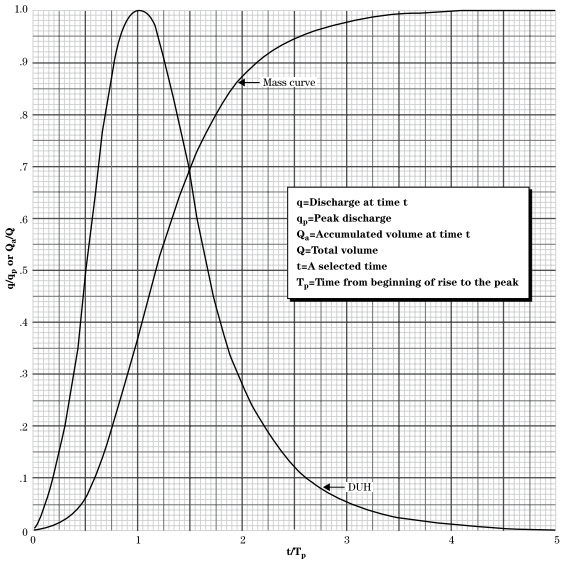 1.0
.9
.8
.7
.6
.5
.4
.3
.2
.1
0
q/qp or Qa/Q
Mass curve
q=Discharge at time t
qp=Peak discharge
Qa=Accumulated volume at time t
Q=Total volume
t=A selected time
Tp=Time from beginning of rise to the peak
DUH
0 1 2 3 4 5
t/Tp